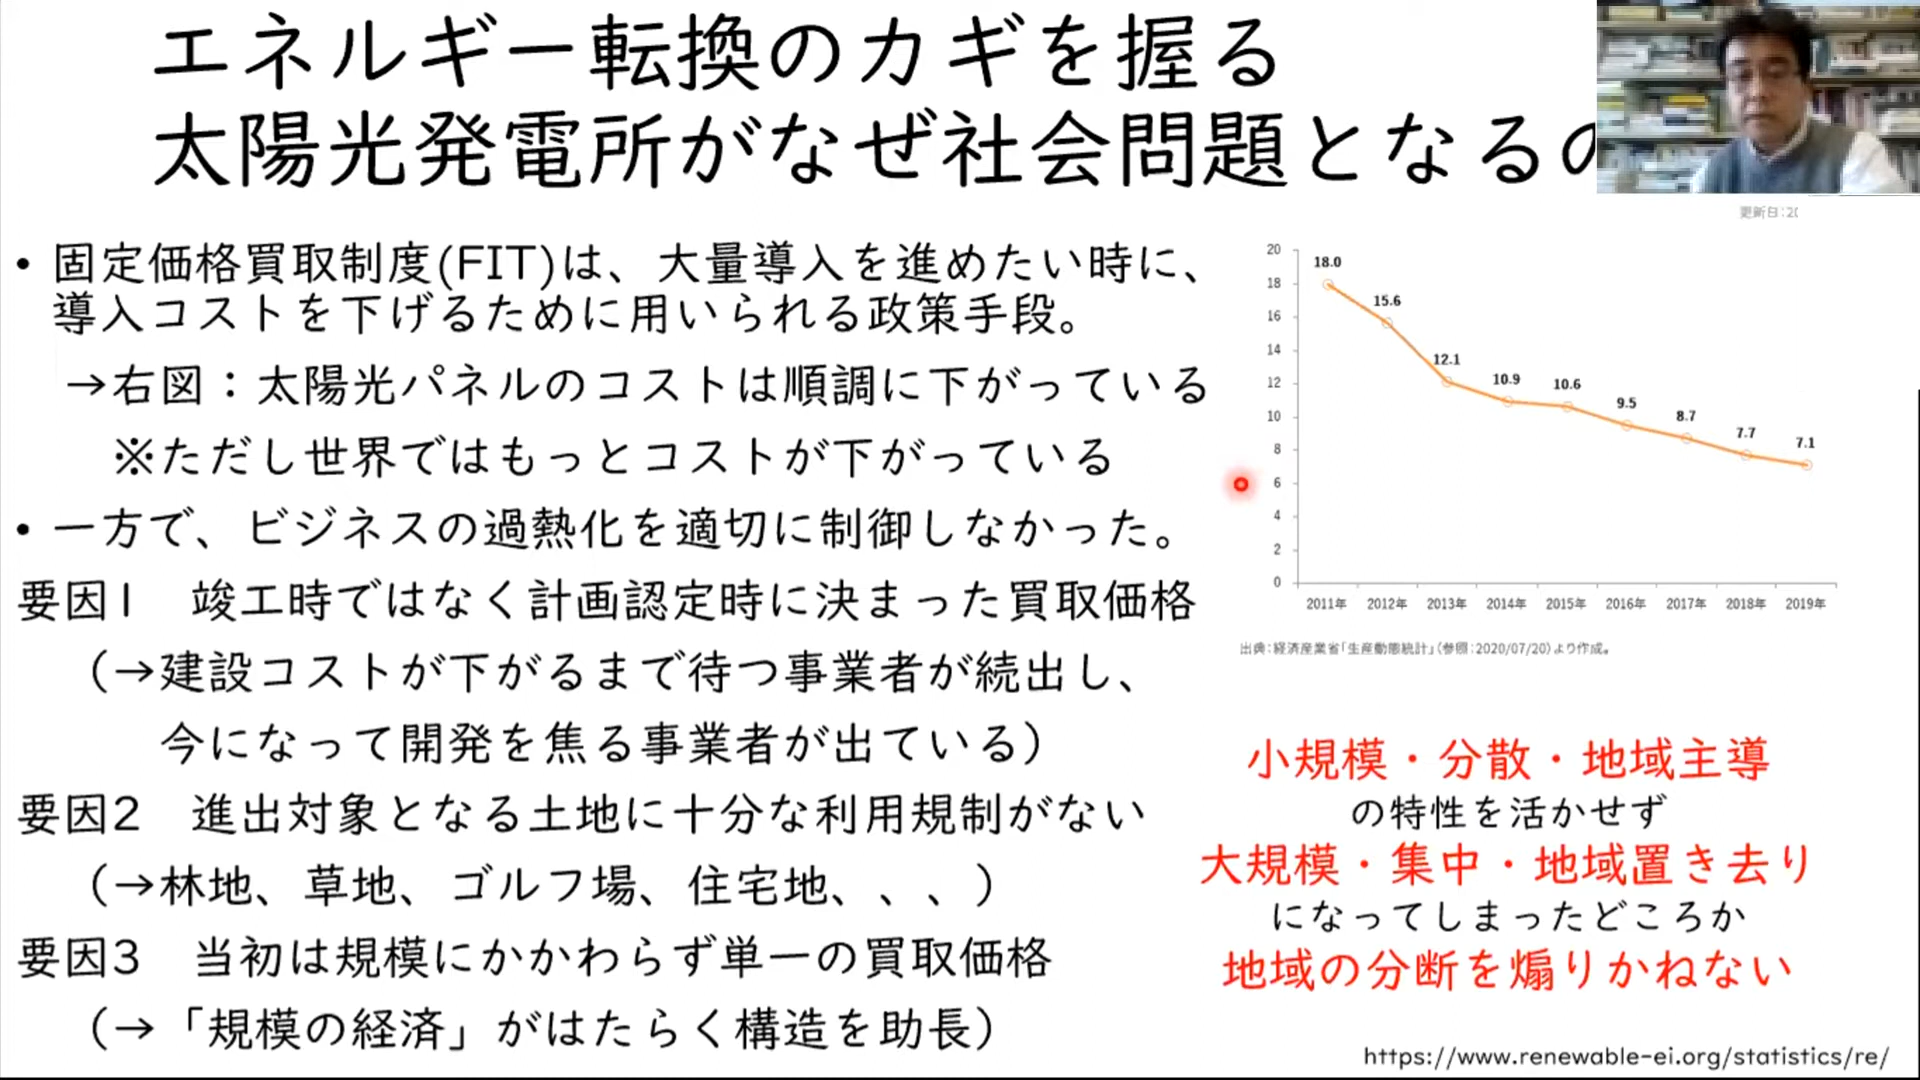 エネルギー転換のカギを握る
太陽光発電所がなぜ社会問題となるの
更新日:20
• 固定価格買取制度(FIT)は、大量導入を進めたい時に、
導入コストを下げるために用いられる政策手段。
→右図：太陽光パネルのコストは順調に下がっている
※ただし世界ではもっとコストが下がっている
• 一方で、ビジネスの過熱化を適切に制御しなかった。
要因1　竣工時ではなく計画認定時に決まった買取価格
（→建設コストが下がるまで待つ事業者が続出し、
今になって開発を焦る事業者が出ている）
要因2　進出対象となる土地に十分な利用規制がない
（→林地、草地、ゴルフ場、住宅地、、、）
要因3　当初は規模にかかわらず単一の買取価格
（→「規模の経済」がはたらく構造を助長）
20
18
16
14
12
10
8
6
4
2
0
18.0
15.6
12.1
10.9
10.6
9.5
8.7
7.7
7.1
2011年 2012年 2013年 2014年 2015年 2016年 2017年 2018年 2019年
出典：経済産業省「生産動態統計」（参照：2020/07/20）より作成。
小規模・分散・地域主導
の特性を活かせず
大規模・集中・地域置き去り
になってしまったどころか
地域の分断を煽りかねない
https://www.renewable-ei.org/statistics/re/